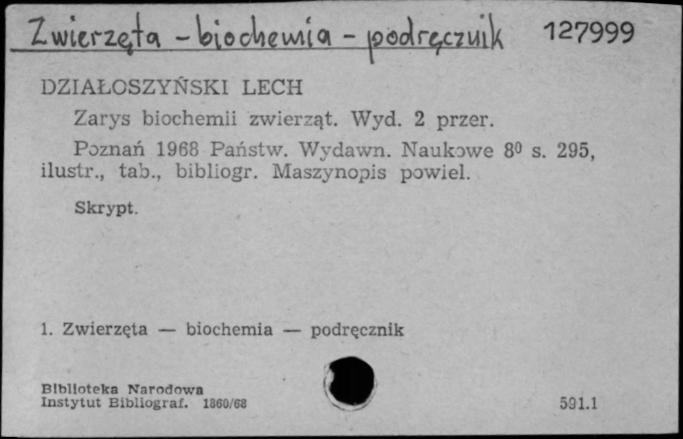 Zwierzęta - biochemia - podręcznik 127999
DZIAŁOSZYŃSKI LECH
Zarys biochemii zwierząt. Wyd. 2 przer.
Poznań 1968 Państw. Wydawn. Naukowe 8⁰ s. 295,
ilustr., tab., bibliogr. Maszynopis powiel.
Skrypt.
1. Zwierzęta — biochemia — podręcznik
Biblioteka Narodowa
Instytut Bibliograf. 1860/68
591.1